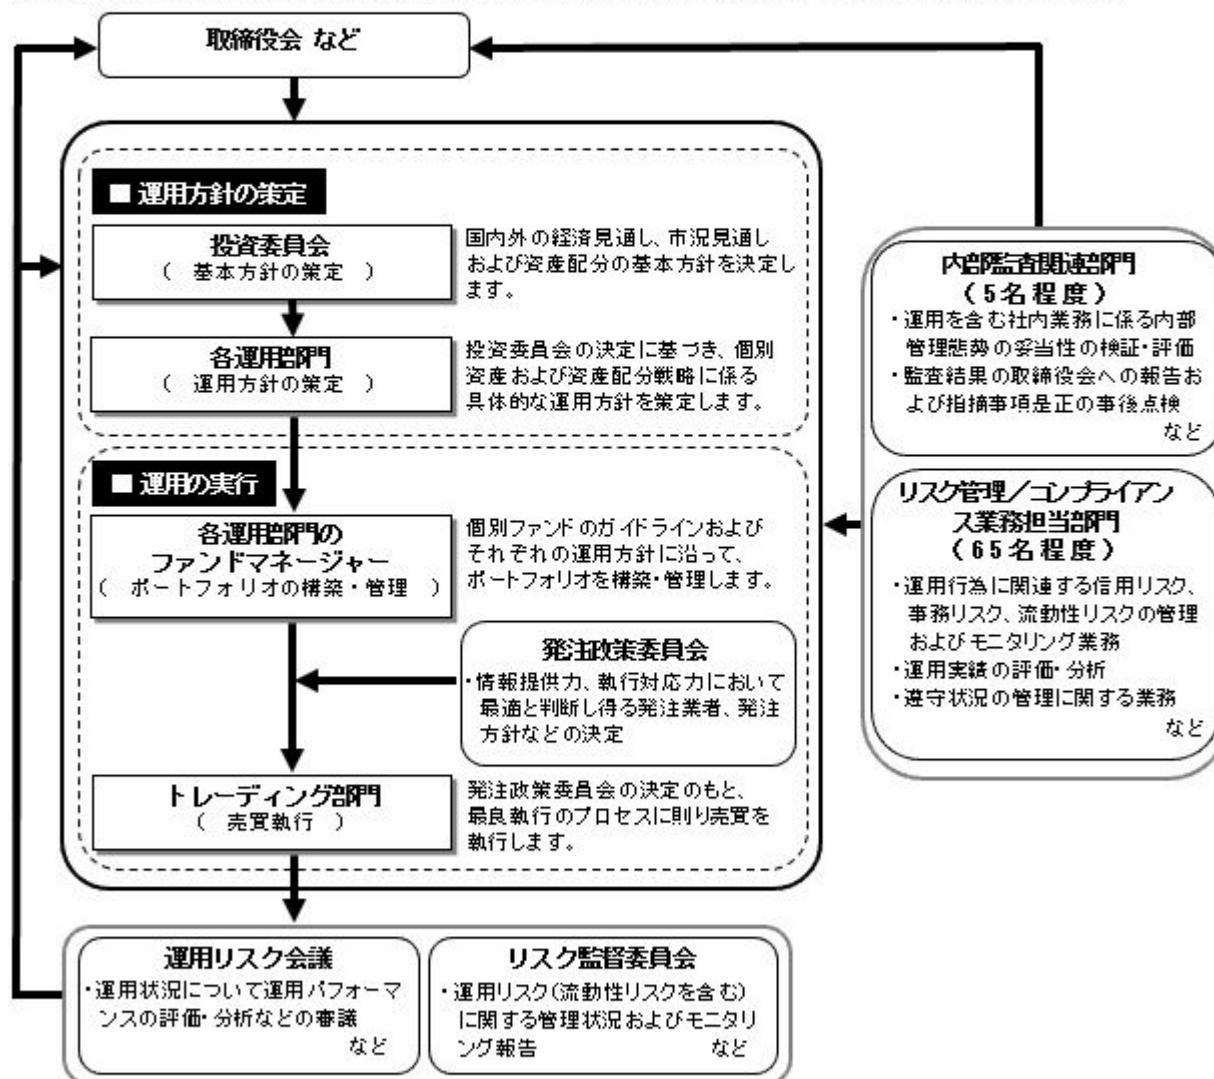 取締役会 など
■ 運用方針の策定
投資委員会
( 基本方針の策定 )
国内外の経済見通し、市況見通し
および資産配分の基本方針を決定し
ます。
各運用部門
( 運用方針の策定 )
投資委員会の決定に基づき、個別
資産および資産配分戦略に係る
具体的な運用方針を策定します。
■ 運用の実行
各運用部門の
ファンドマネージャー
( ポートフォリオの構築・管理 )
個別ファンドのガイドラインおよび
それぞれの運用方針に沿って、
ポートフォリオを構築・管理します。
発注政策委員会
・情報提供力、執行対応力において
最適と判断し得る発注業者、発注
方針などの決定
トレーディング部門
( 売買執行 )
発注政策委員会の決定のもと、
最良執行のプロセスに則り売買を
執行します。
内部監査関連部門
(5名程度)
・運用を含む社内業務に係る内部
管理態勢の妥当性の検証・評価
・監査結果の取締役会への報告お
よび指摘事項是正の事後点検
など
リスク管理/コンプライアン
ス業務担当部門
(65名程度)
・運用行為に関連する信用リスク、
事務リスク、流動性リスクの管理
およびモニタリング業務
・運用実績の評価・分析
・遵守状況の管理に関する業務
など
運用リスク会議
・運用状況について運用パフォーマ
ンスの評価・分析などの審議
など
リスク監督委員会
・運用リスク(流動性リスクを含む)
に関する管理状況およびモニタリ
ング報告 など